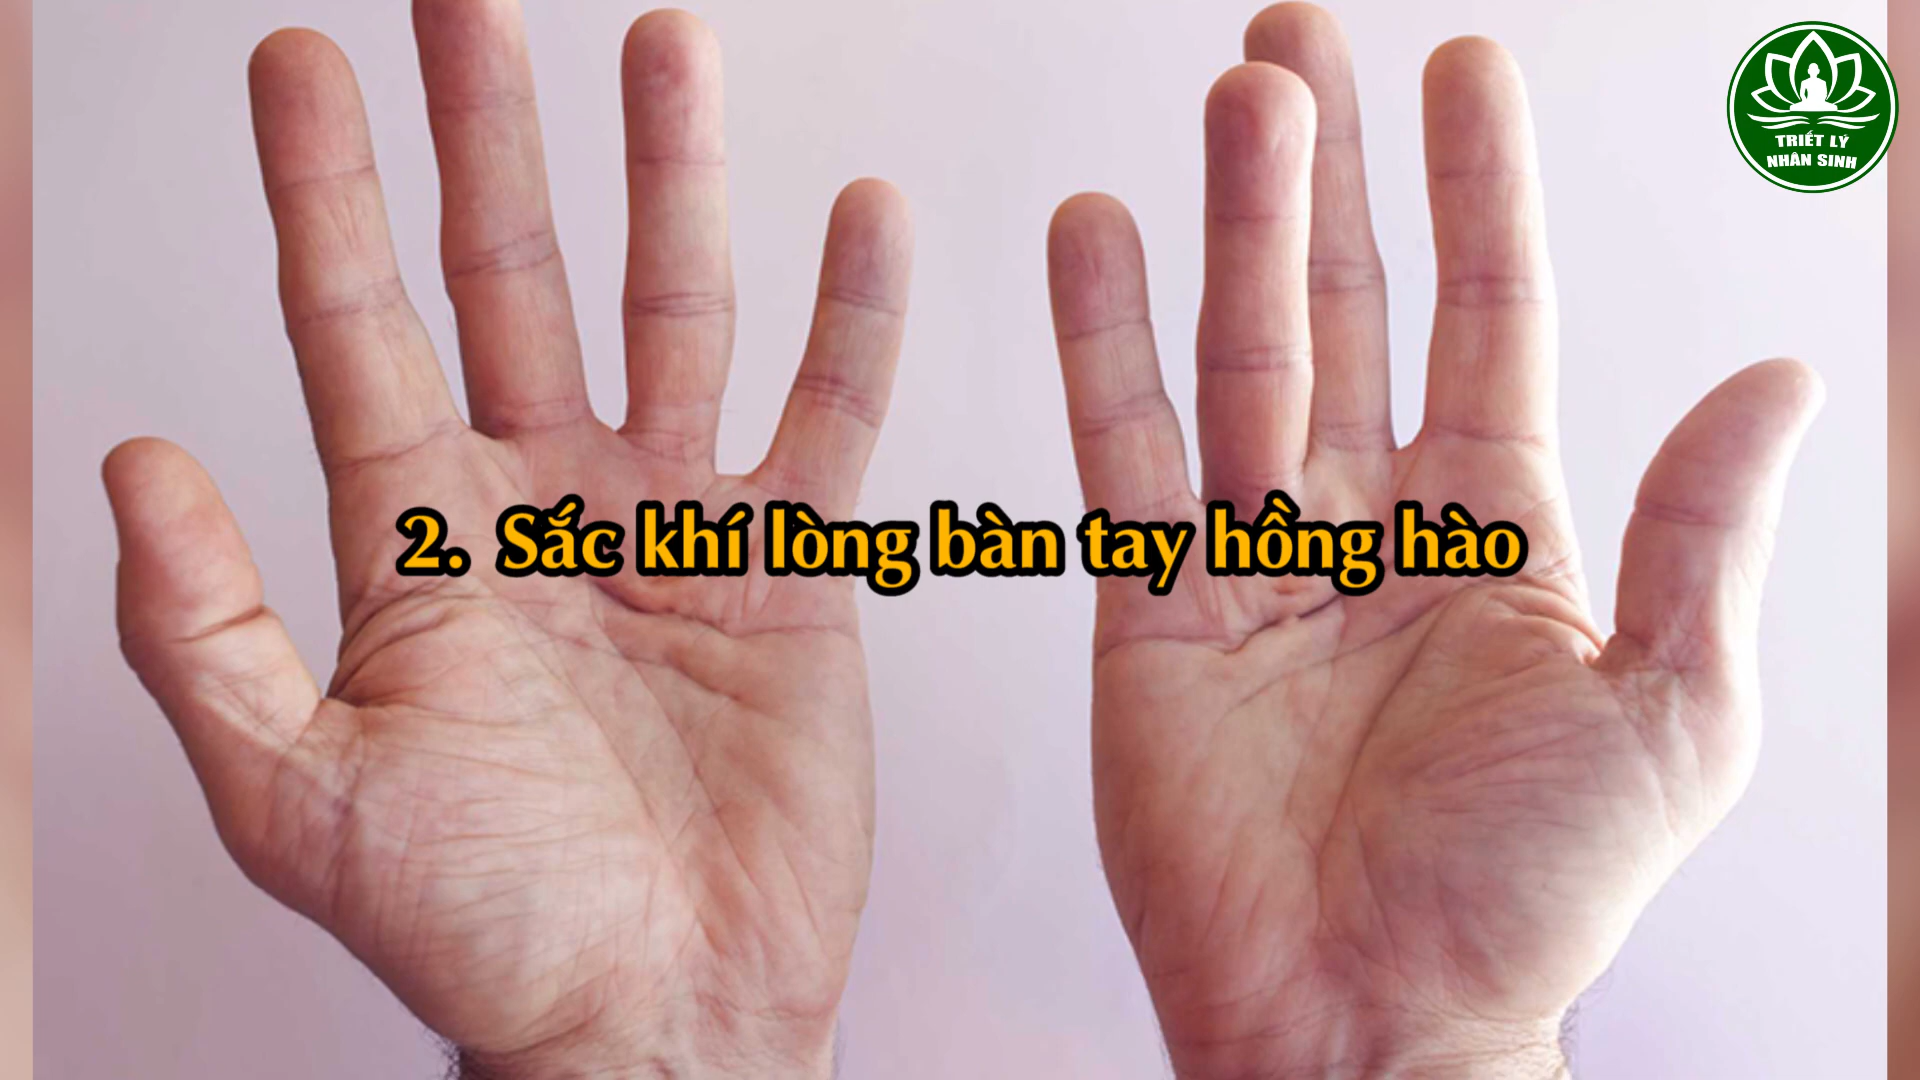 TRIẾT LÝ
NHÂN SINH
2. Sắc khí lòng bàn tay hồng hào